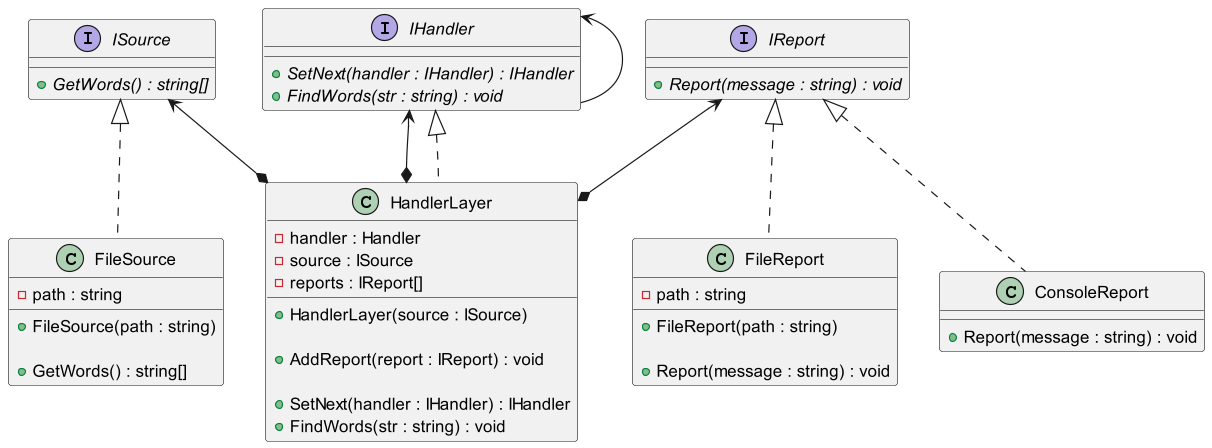 I ISource
GetWords() : string[]
I IHandler
SetNext(handler : IHandler) : IHandler
FindWords(str : string) : void
I IReport
Report(message : string) : void
C FileSource
path : string
FileSource(path : string)
GetWords() : string[]
C HandlerLayer
handler : Handler
source : ISource
reports : IReport[]
HandlerLayer(source : ISource)
AddReport(report : IReport) : void
SetNext(handler : IHandler) : IHandler
FindWords(str : string) : void
C FileReport
path : string
FileReport(path : string)
Report(message : string) : void
C ConsoleReport
Report(message : string) : void